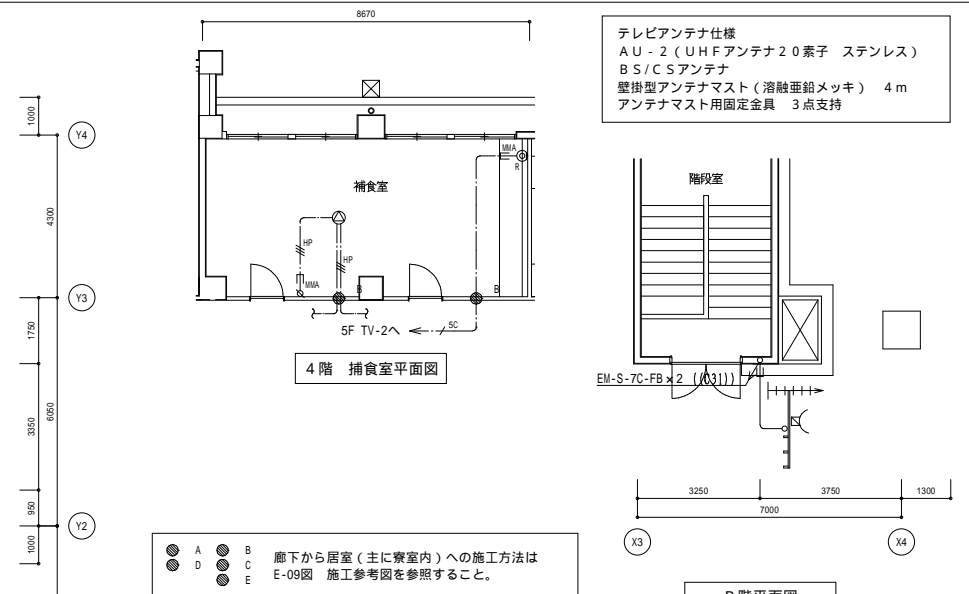 8670
テレビアンテナ仕様
ＡＵ‐２（ＵＨＦアンテナ２０素子　ステンレス）
ＢＳ/ＣＳアンテナ
壁掛型アンテナマスト（溶融亜鉛メッキ）　４ｍ
アンテナマスト用固定金具　３点支持
1000
Y4
MMA
R
補食室
階段室
4300
HP
HP
MMA
B
B
Y3
5F TV-2へ
5C
1750
4階　補食室平面図
EM-S-7C-FB×2 ((C31))
3350
6050
3250
3750
1300
7000
950
Y2
X3
X4
1000
A
B
廊下から居室（主に寮室内）への施工方法は
D
C
E-09図　施工参考図を参照すること。
E